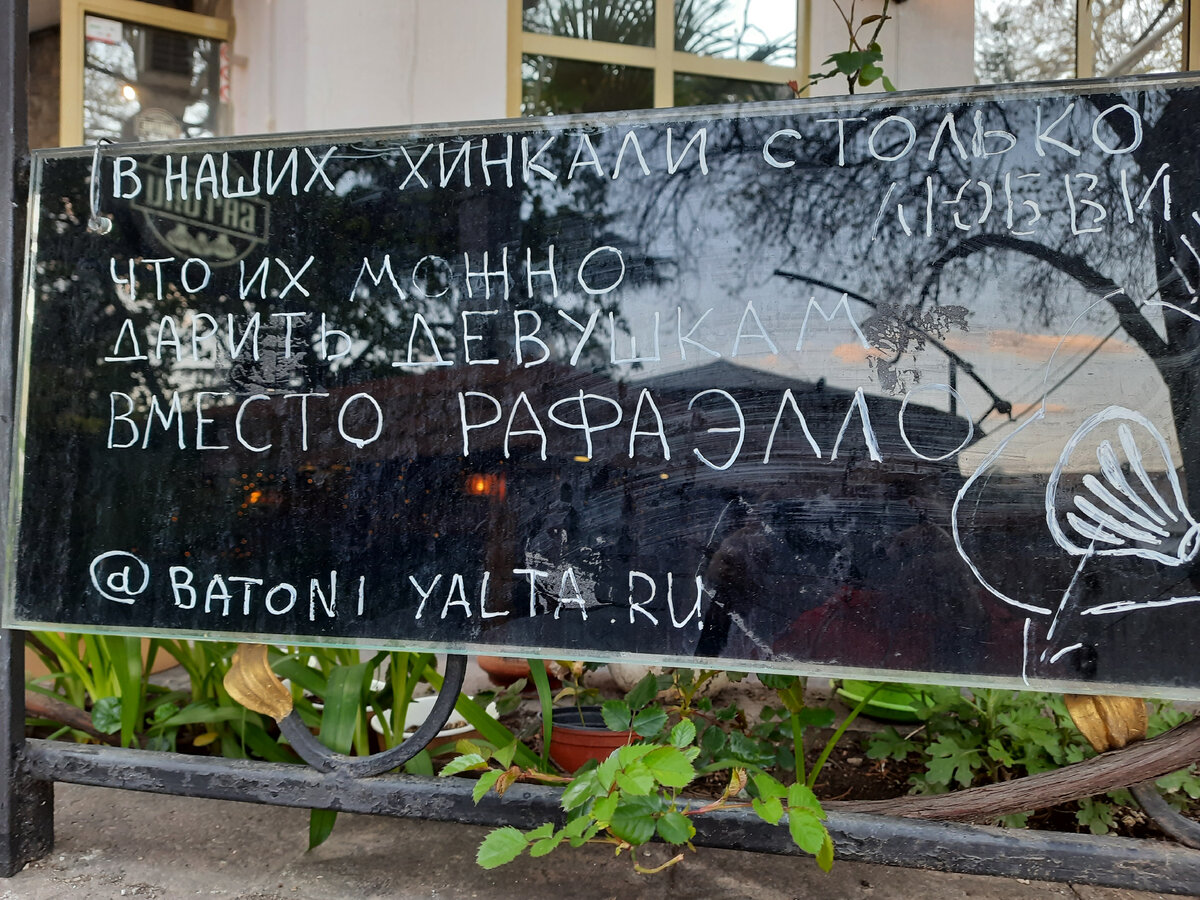 В НАШИХ ХИНКАЛИ СТОЛЬКО
ЛЮБВИ
ЧТО ИХ МОЖНО
ДАРИТЬ ДЕВУШКАМ
ВМЕСТО РАФАЭЛЛО
@BATONI YALTA.RU